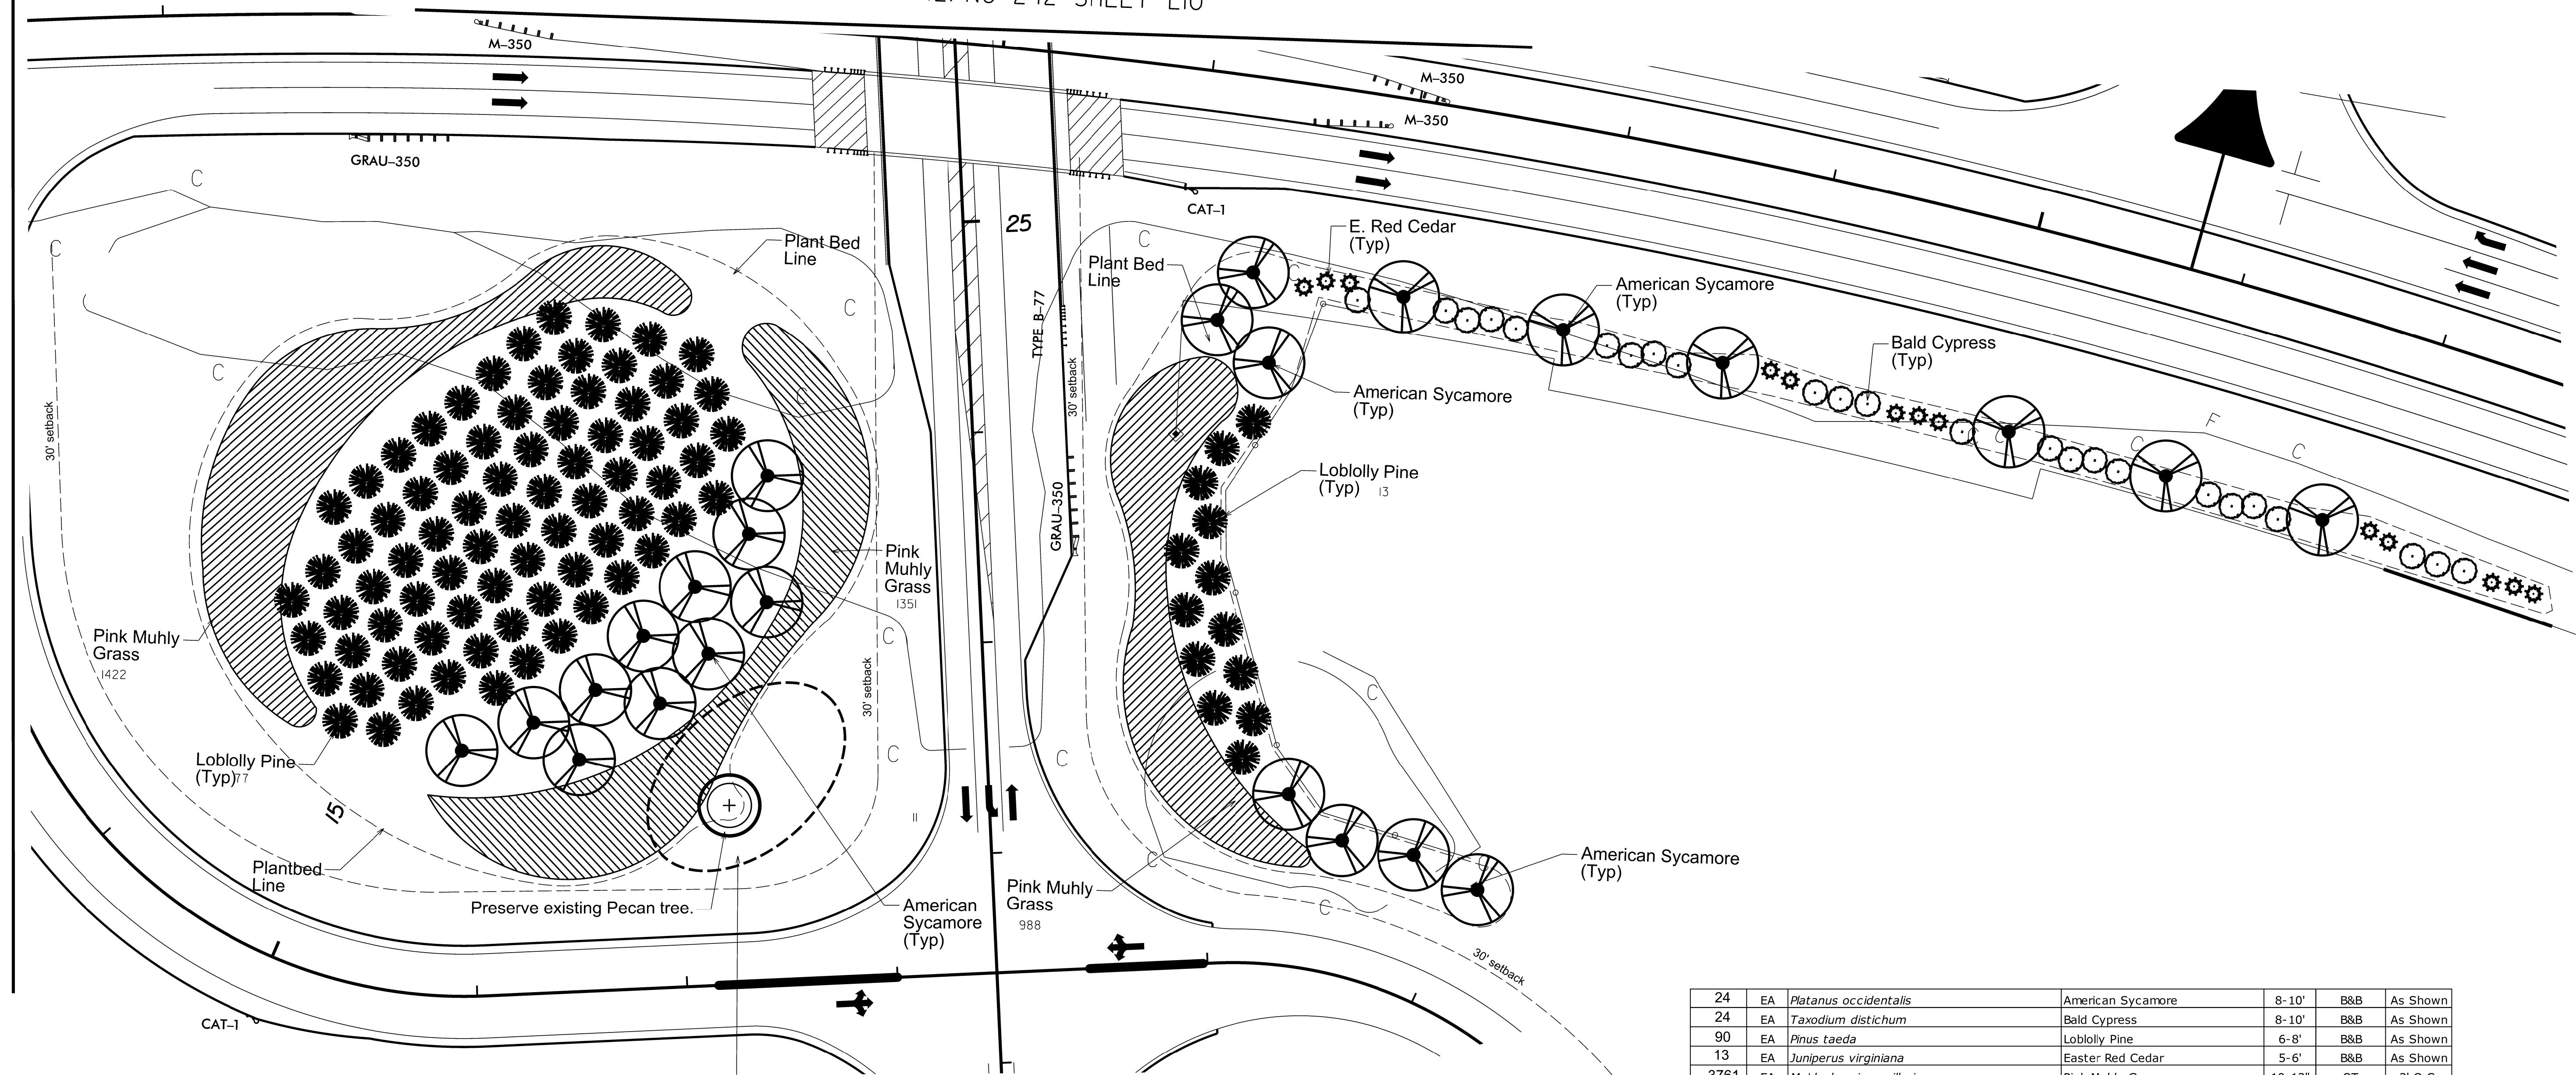 M-350
M-350
M-350
GRAU-350
C
CAT-1
25
E. Red Cedar
(Typ)
C
C
Plant Bed
Line
Plant Bed
Line
American Sycamore
(Typ)
TYPE B-77
30' setback
C
C
Bald Cypress
(Typ)
C
American Sycamore
(Typ)
30' setback
F
C
C
Loblolly Pine
(Typ) 13
GRAU-350
Pink
Muhly
Grass
1351
C
Pink Muhly
Grass
1422
30' setback
C
Loblolly Pine
(Typ) 77
C
C
15
Plantbed
Line
C
American Sycamore
(Typ)
Preserve existing Pecan tree.
American
Sycamore
(Typ)
Pink Muhly
Grass
988
C
30' setback
CAT-1
24 EA Platanus occidentalis American Sycamore 8-10' B&B As Shown
24 EA Taxodium distichum Bald Cypress 8-10' B&B As Shown
90 EA Pinus taeda Loblolly Pine 6-8' B&B As Shown
13 EA Juniperus virginiana Easter Red Cedar 5-6' B&B As Shown